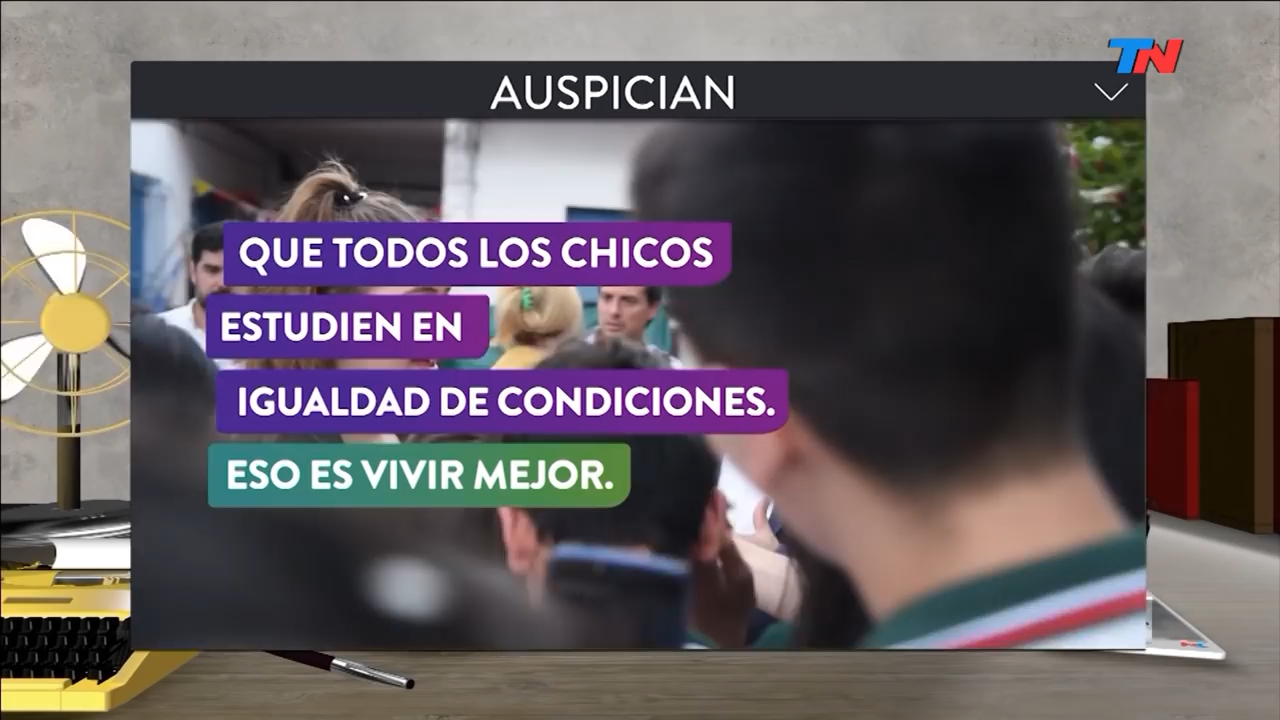 TN
AUSPICIAN
QUE TODOS LOS CHICOS
ESTUDIEN EN
IGUALDAD DE CONDICIONES.
ESO ES VIVIR MEJOR.